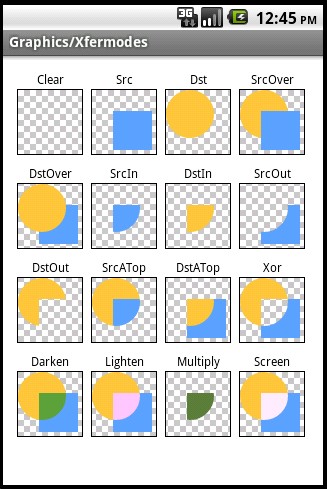 3G 12:45 PM
Graphics/Xfermodes
Clear Src Dst SrcOver
DstOver SrcIn DstIn SrcOut
DstOut SrcATop DstATop Xor
Darken Lighten Multiply Screen